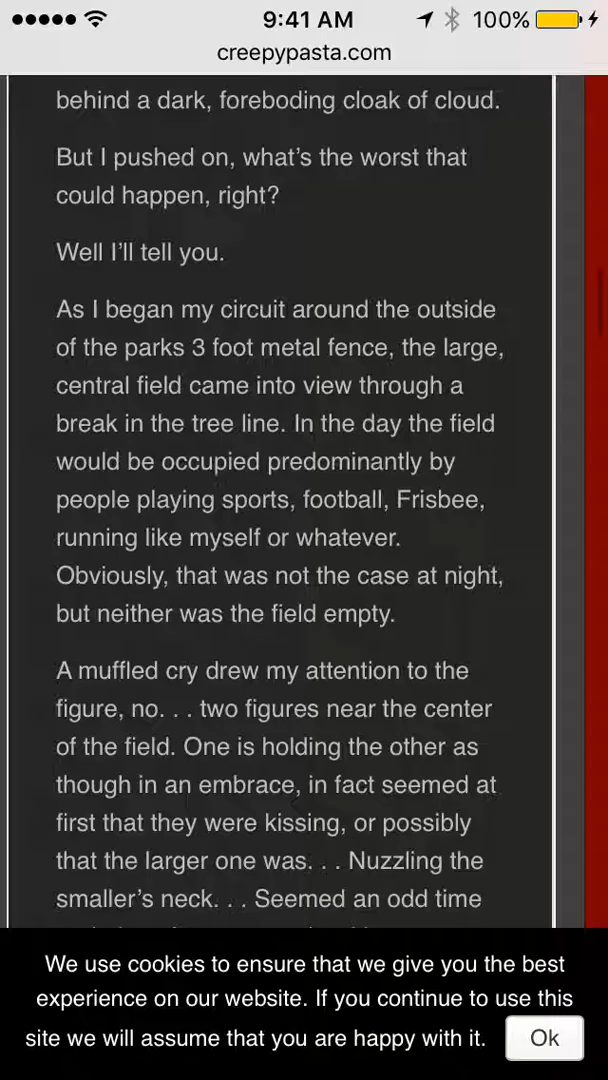 9:41 AM
100%
creepypasta.com
behind a dark, foreboding cloak of cloud.
But I pushed on, what’s the worst that
could happen, right?
Well I’ll tell you.
As I began my circuit around the outside
of the parks 3 foot metal fence, the large,
central field came into view through a
break in the tree line. In the day the field
would be occupied predominantly by
people playing sports, football, Frisbee,
running like myself or whatever.
Obviously, that was not the case at night,
but neither was the field empty.
A muffled cry drew my attention to the
figure, no. . . two figures near the center
of the field. One is holding the other as
though in an embrace, in fact seemed at
first that they were kissing, or possibly
that the larger one was. . . Nuzzling the
smaller’s neck. . . Seemed an odd time
We use cookies to ensure that we give you the best
experience on our website. If you continue to use this
site we will assume that you are happy with it.
Ok